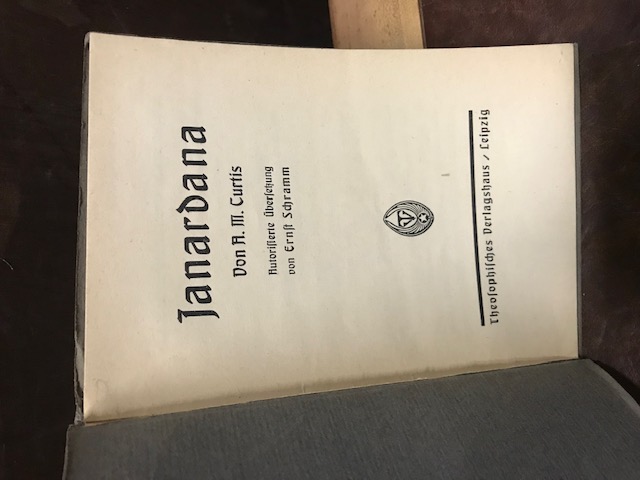 Janardana
Von A. M. Curtis
Autoriſierte Überſetzung
von Ernſt Schramm
Theoſophiſches Verlagshaus / Leipzig